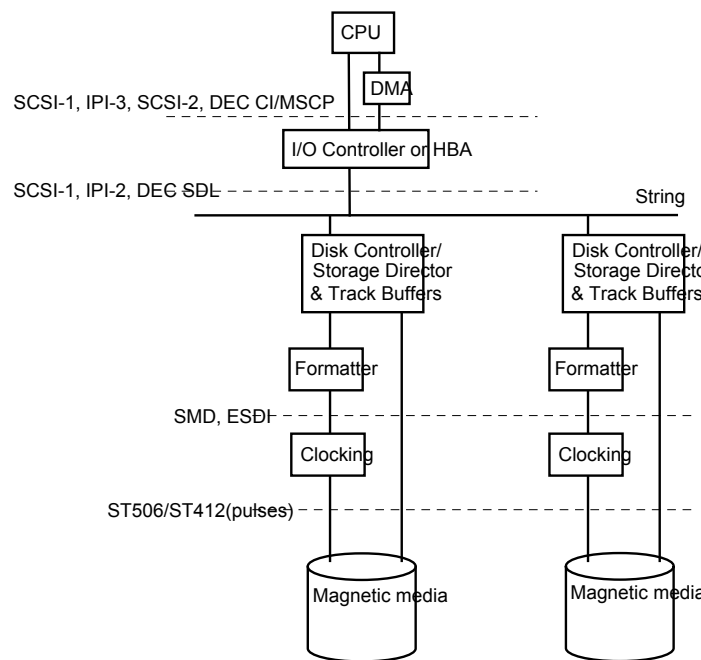 CPU
DMA
SCSI-1, IPI-3, SCSI-2, DEC CI/MSCP
I/O Controller or HBA
SCSI-1, IPI-2, DEC SDL
String
Disk Controller/
Storage Director
& Track Buffers
Disk Controller/
Storage Directo
& Track Buffers
Formatter
Formatter
SMD, ESDI
Clocking
Clocking
ST506/ST412(pulses)
Magnetic media
Magnetic media